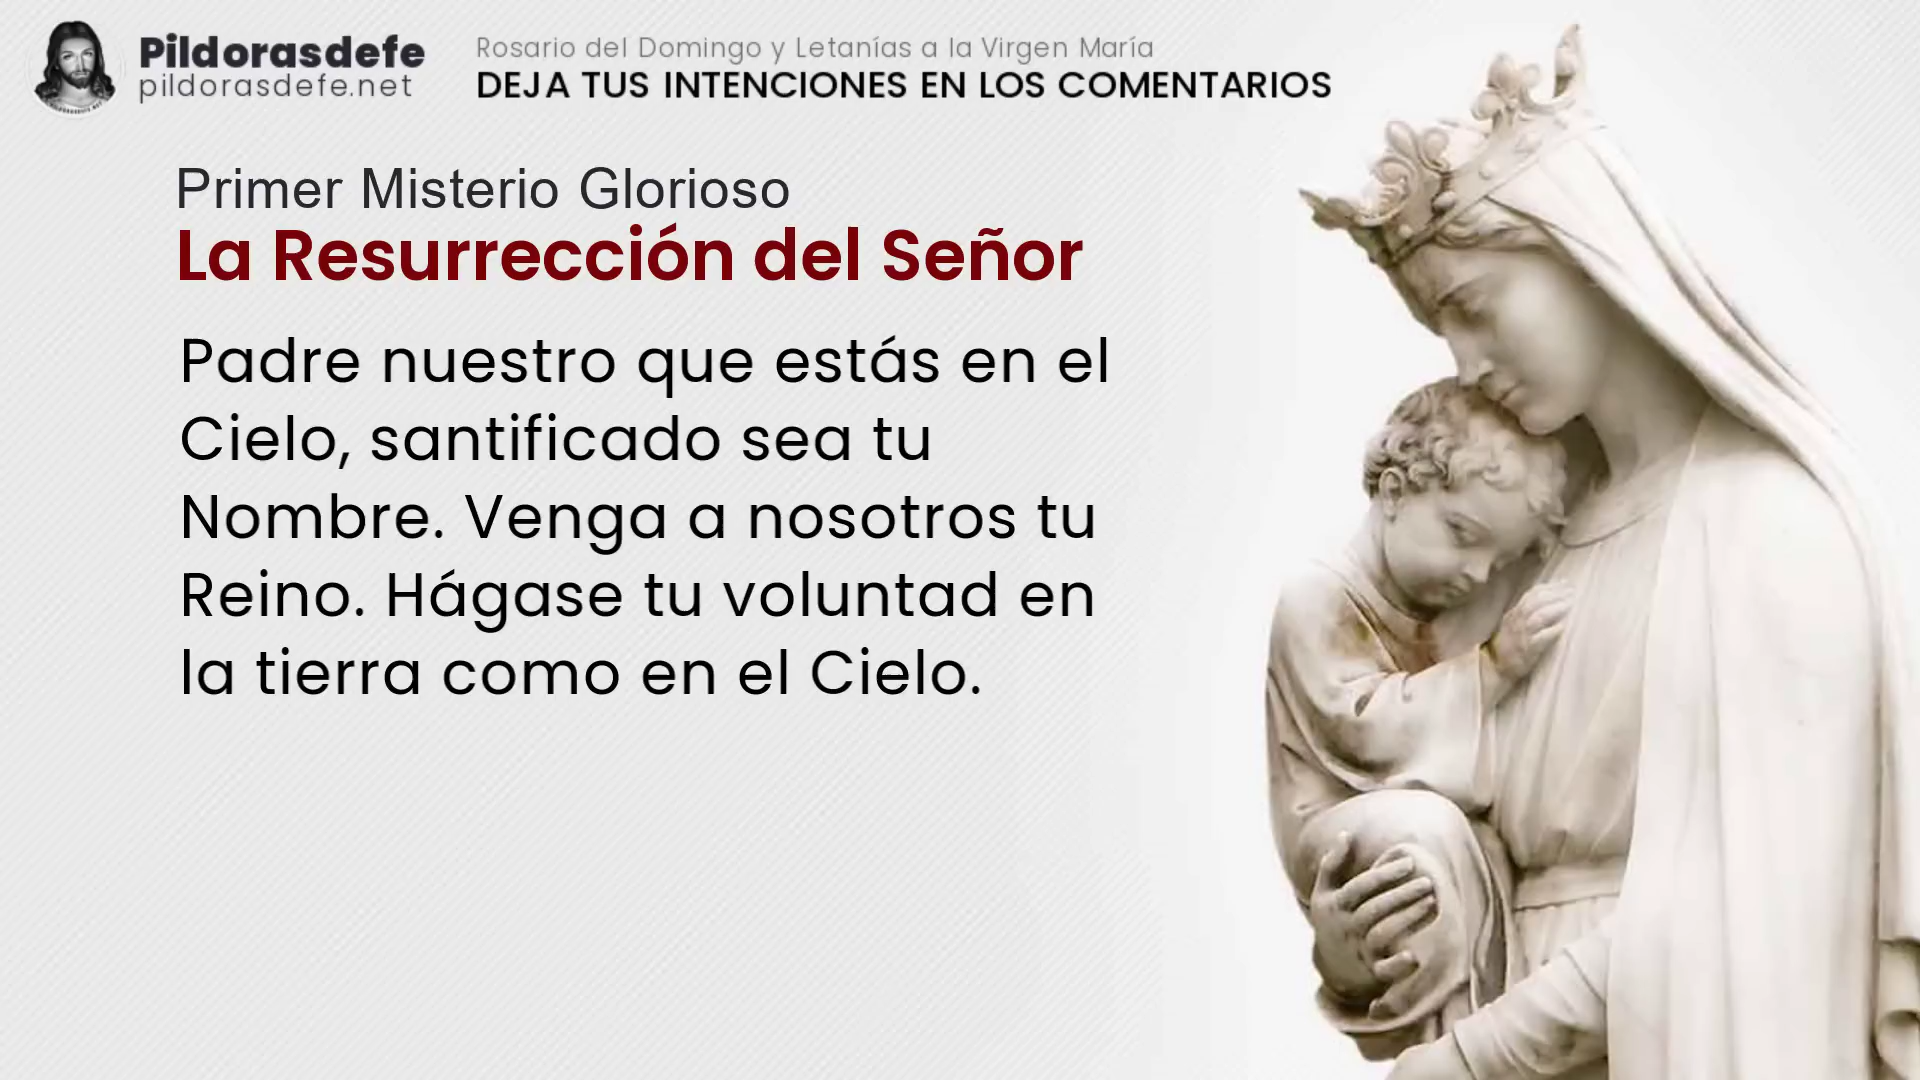 Pildorasdefe
pildorasdefe.net
Rosario del Domingo y Letanías a la Virgen María
DEJA TUS INTENCIONES EN LOS COMENTARIOS
Primer Misterio Glorioso
La Resurrección del Señor
Padre nuestro que estás en el
Cielo, santificado sea tu
Nombre. Venga a nosotros tu
Reino. Hágase tu voluntad en
la tierra como en el Cielo.